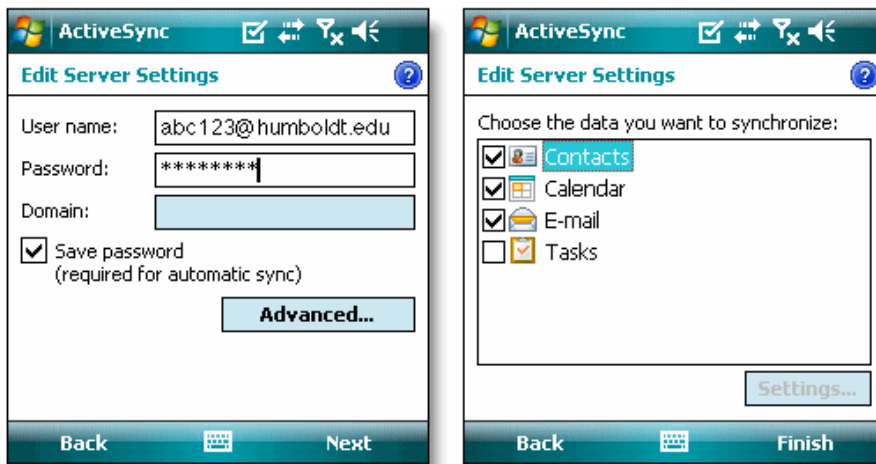 ActiveSync
Edit Server Settings
User name: abc123@humboldt.edu
Password: ********
Domain:
Save password
(required for automatic sync)
Advanced...
Back Next
ActiveSync
Edit Server Settings
Choose the data you want to synchronize:
Contacts
Calendar
E-mail
Tasks
Settings...
Back Finish